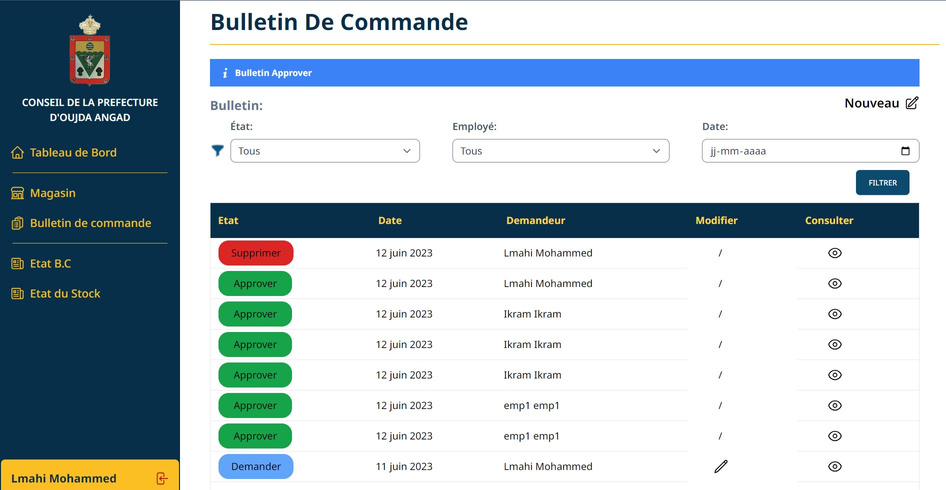 CONSEIL DE LA PREFECTURE
D'OUJDA ANGAD
Tableau de Bord
Magasin
Bulletin de commande
Etat B.C
Etat du Stock
Lmahi Mohammed
Bulletin De Commande
Bulletin Approver
Bulletin:
Nouveau
État: Employé: Date:
Tous Tous jj-mm-aaaa
FILTRER
Etat Date Demandeur Modifier Consulter
Supprimer 12 juin 2023 Lmahi Mohammed /
Approver 12 juin 2023 Lmahi Mohammed /
Approver 12 juin 2023 Ikram Ikram /
Approver 12 juin 2023 Ikram Ikram /
Approver 12 juin 2023 Ikram Ikram /
Approver 12 juin 2023 emp1 emp1 /
Approver 12 juin 2023 emp1 emp1 /
Demander 11 juin 2023 Lmahi Mohammed